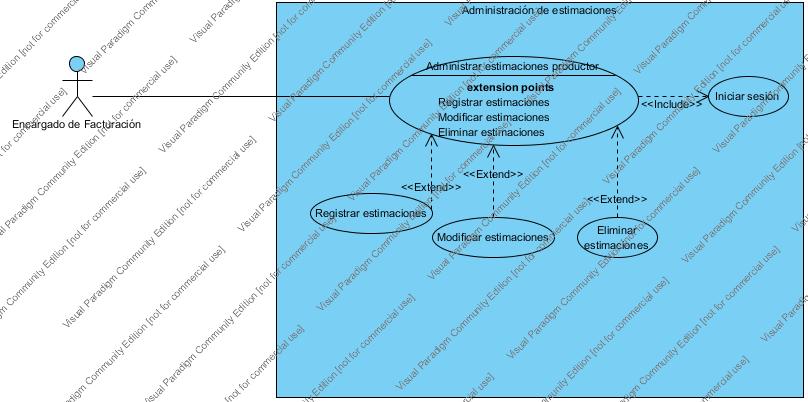 Administración de estimaciones
Administrar estimaciones productor
extension points
Registrar estimaciones
Modificar estimaciones
Eliminar estimaciones
Iniciar sesión
<<Include>>
Encargado de Facturación
<<Extend>>
<<Extend>>
<<Extend>>
Registrar estimaciones
Modificar estimaciones
Eliminar
estimaciones
Visual Paradigm Community Edition [not for commercial use]